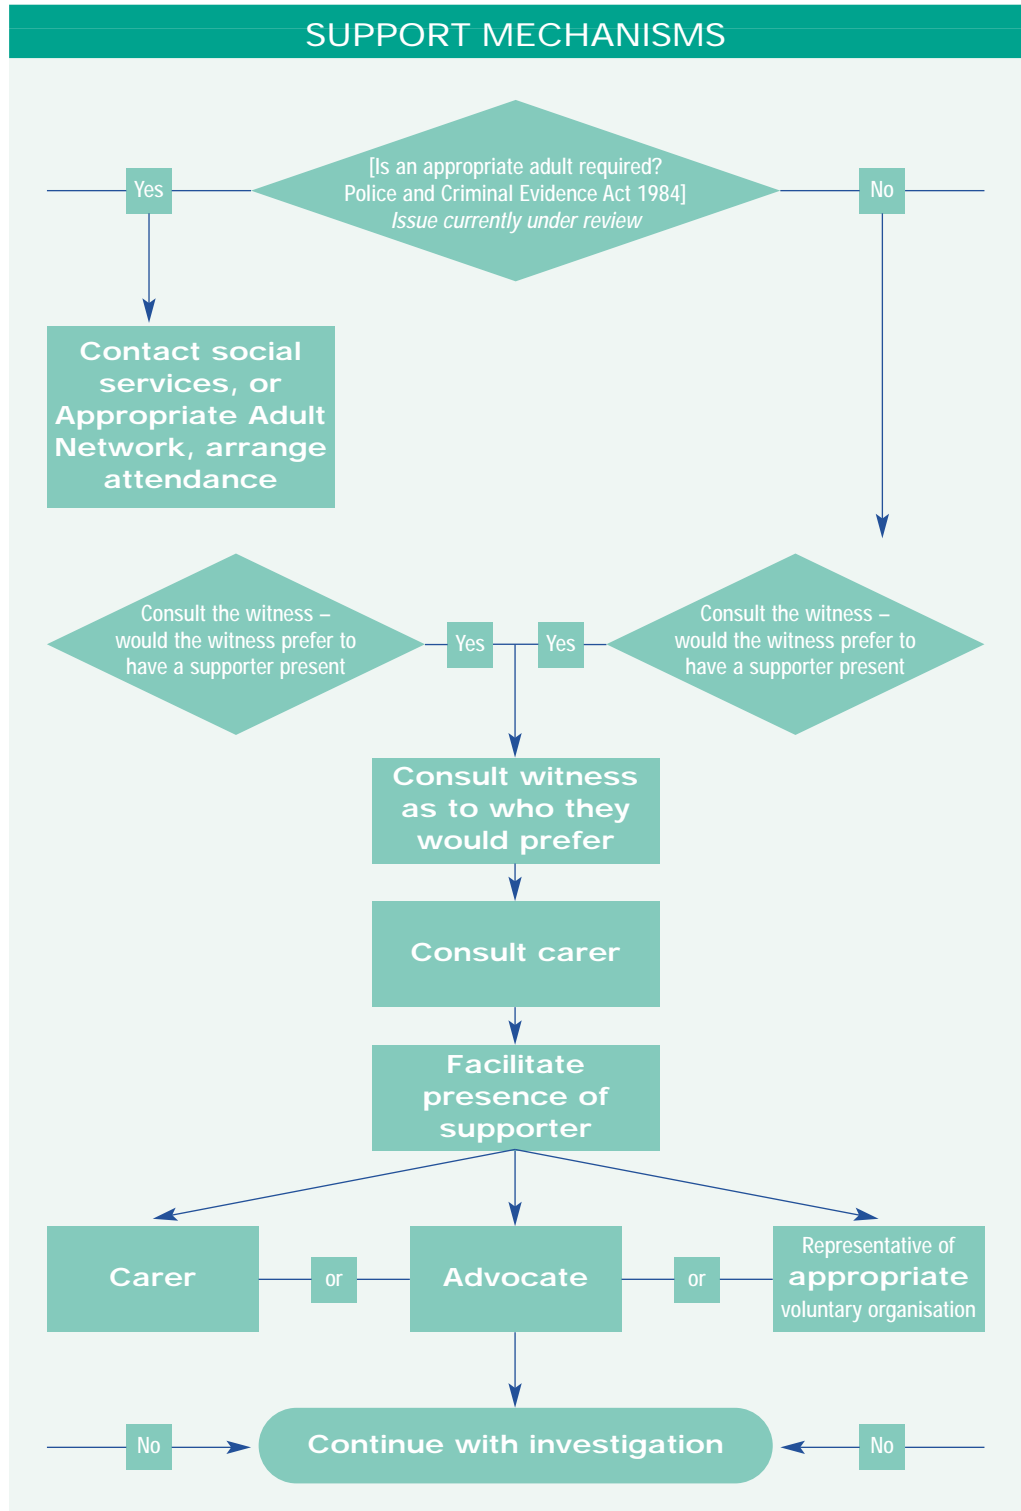 SUPPORT MECHANISMS
[Is an appropriate adult required?
Police and Criminal Evidence Act 1984]
Issue currently under review
Yes
No
Contact social
services, or
Appropriate Adult
Network, arrange
attendance
Consult the witness –
would the witness prefer to
have a supporter present
Yes
Yes
Consult the witness –
would the witness prefer to
have a supporter present
Consult witness
as to who they
would prefer
Consult carer
Facilitate
presence of
supporter
Carer
or
Advocate
or
Representative of
appropriate
voluntary organisation
No
Continue with investigation
No